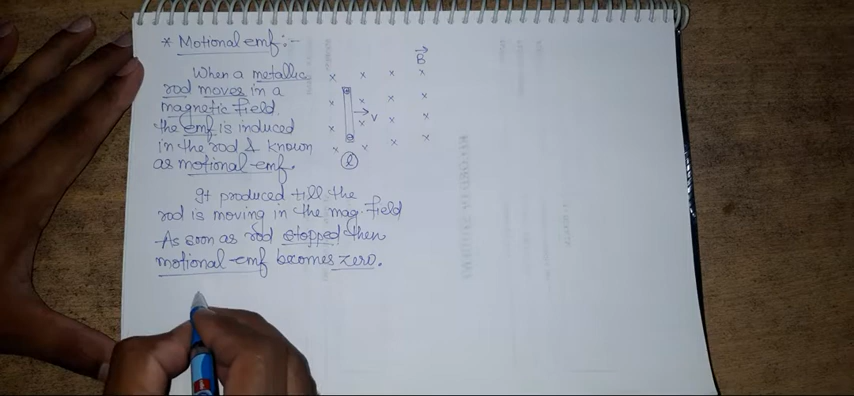 * Motional emf:-
When a metallic
rod moves in a
magnetic field.
the emf is induced
in the rod & known
as motional emf.
B
V
l
It produced till the
rod is moving in the mag. field
As soon as rod stopped then
motional emf becomes zero.